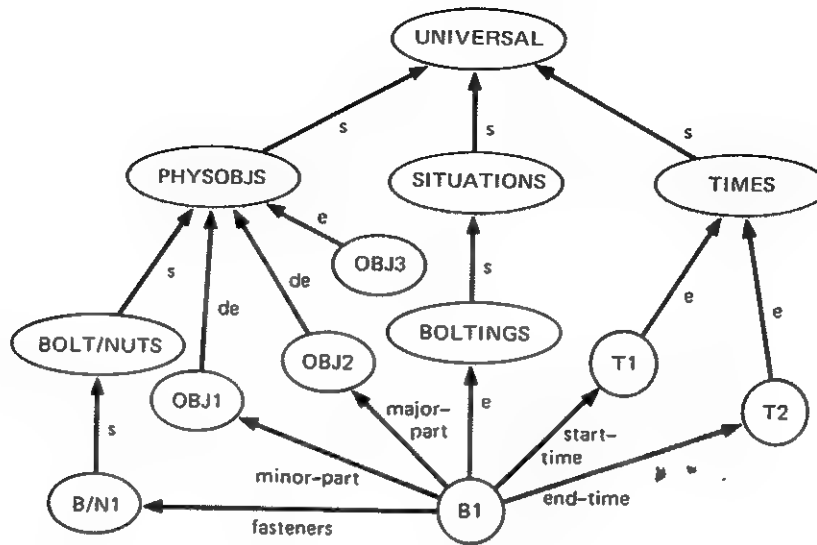 UNIVERSAL
s
s
s
PHYSOBJS
SITUATIONS
TIMES
e
OBJ3
s
de
de
s
e
e
BOLT/NUTS
OBJ2
BOLTINGS
T1
OBJ1
T2
s
major-
part
e
start-
time
minor-part
end-time
B/N1
fasteners
B1